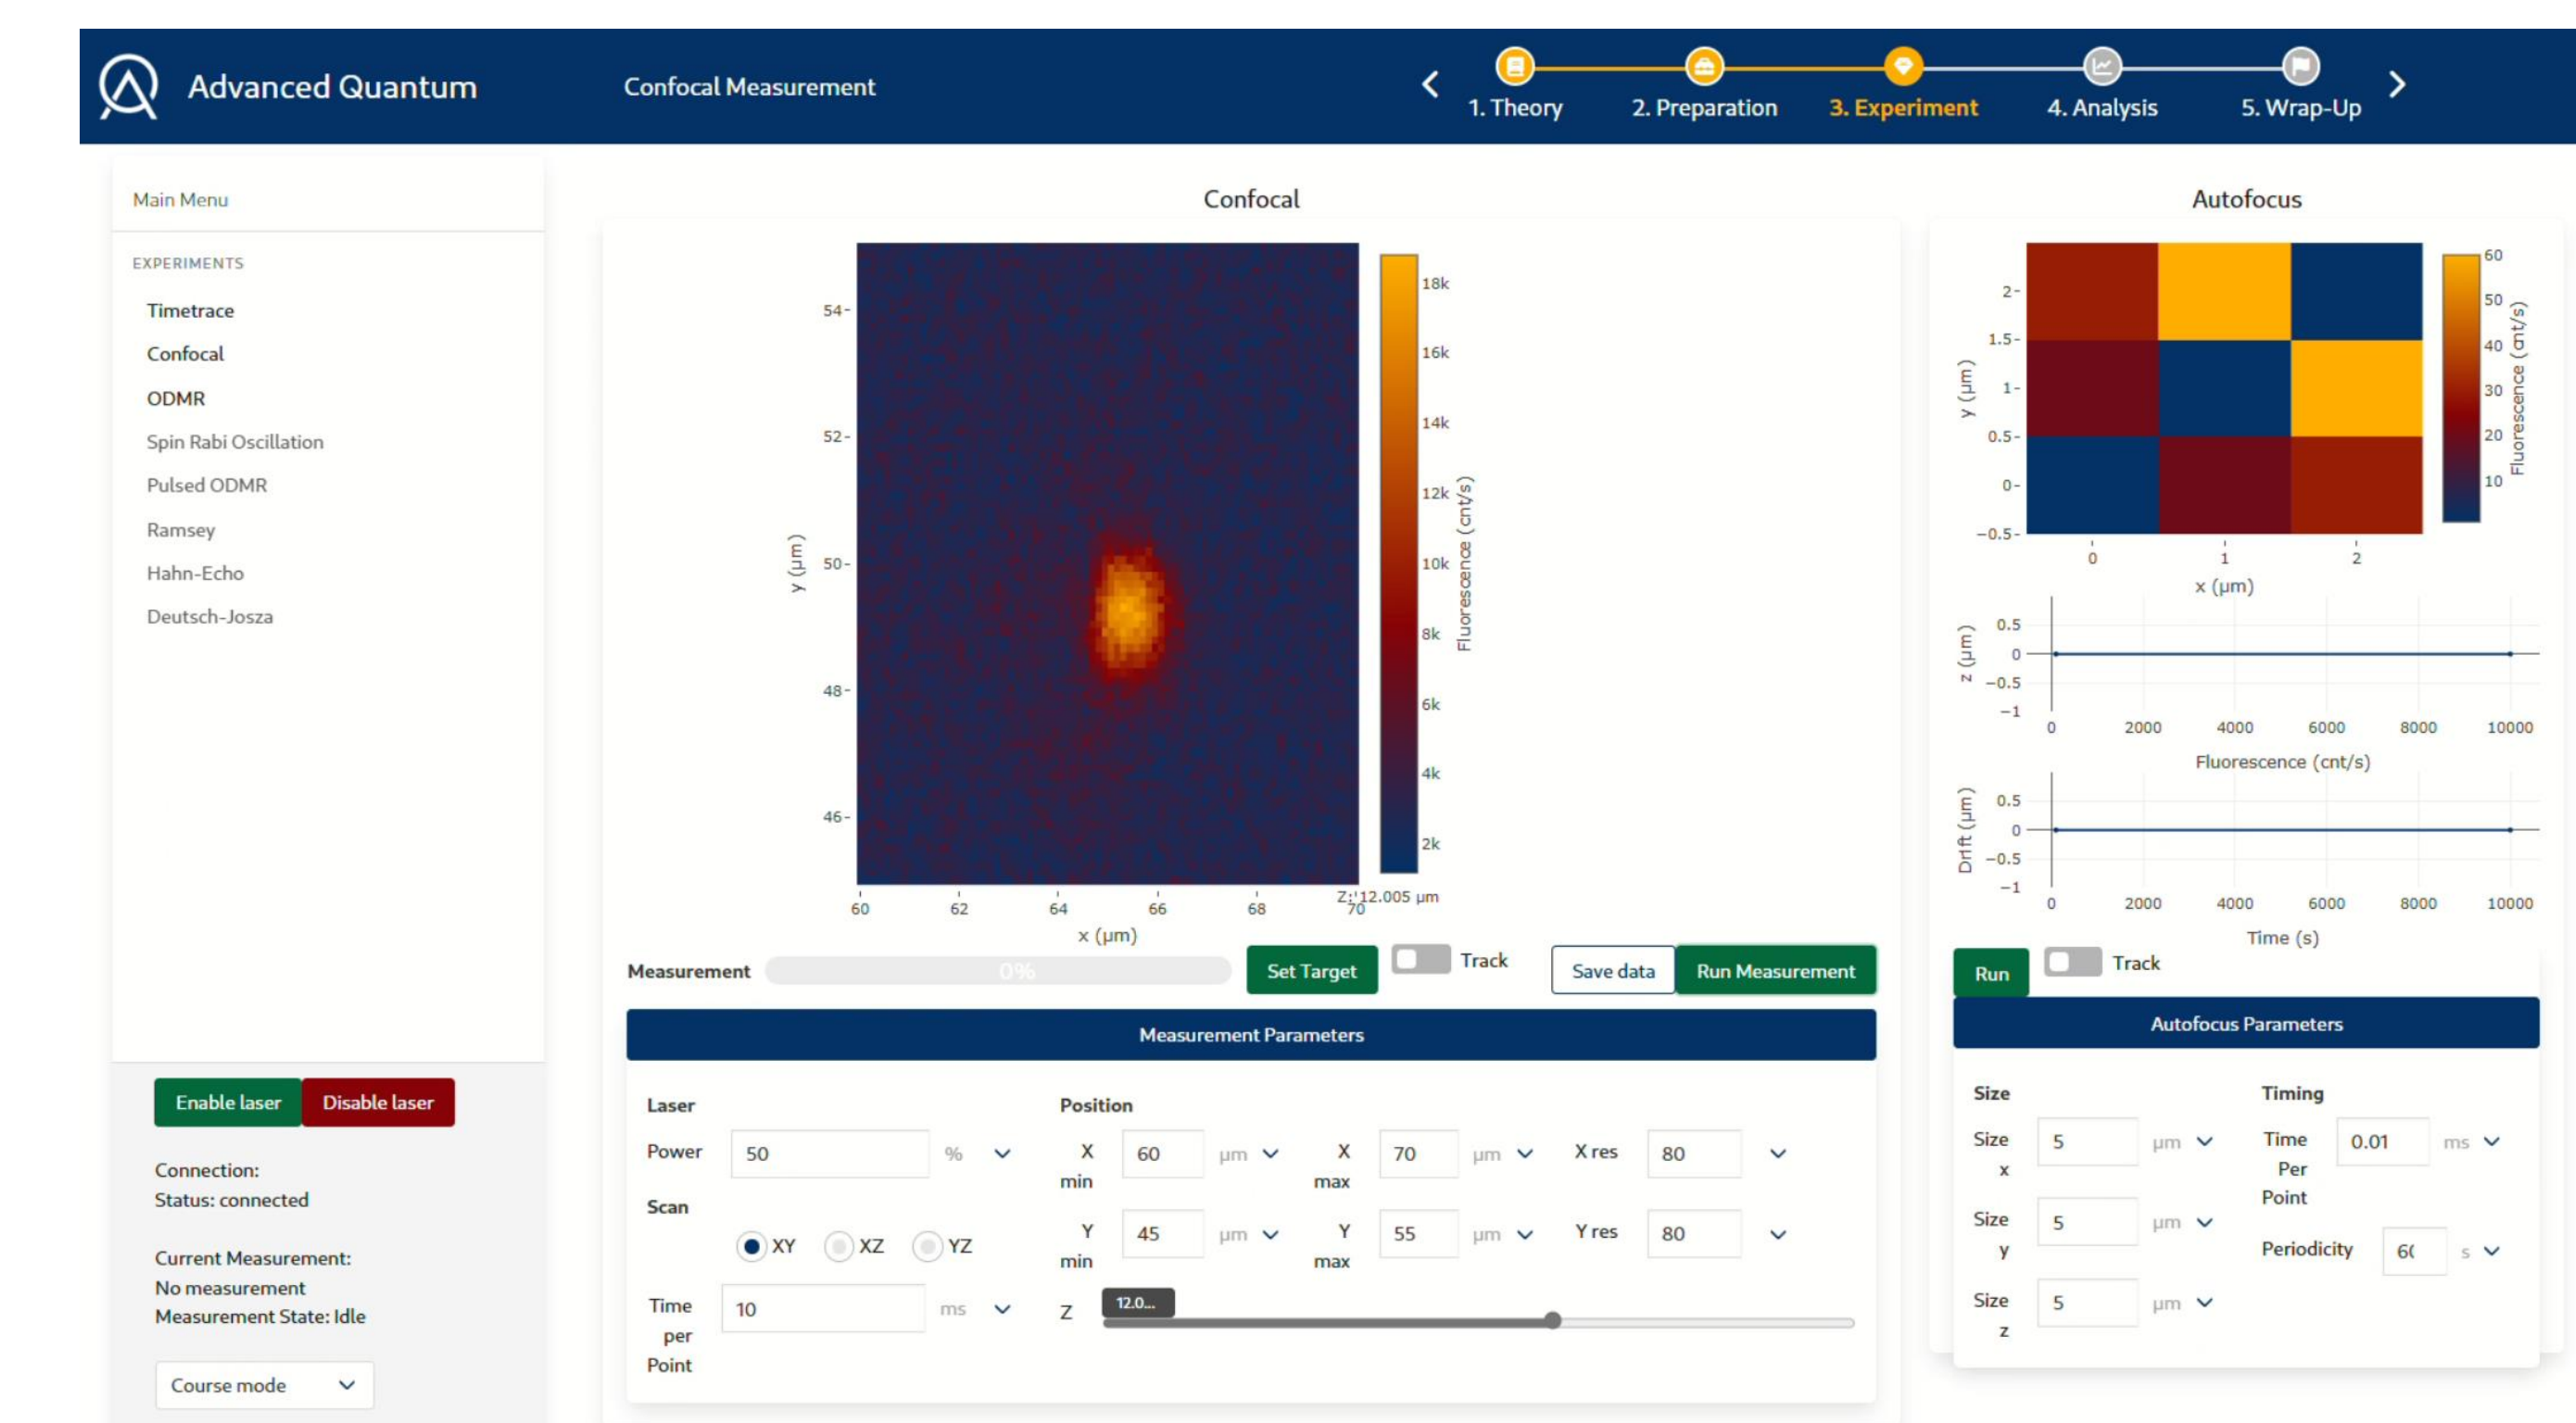 Advanced Quantum
Confocal Measurement
1. Theory
2. Preparation
3. Experiment
4. Analysis
5. Wrap-Up
Main Menu
EXPERIMENTS
Timetrace
Confocal
ODMR
Spin Rabi Oscillation
Pulsed ODMR
Ramsey
Hahn-Echo
Deutsch-Josza
Enable laser
Disable laser
Connection:
Status: connected
Current Measurement:
No measurement
Measurement State: Idle
Course mode
Confocal
54
52
50
48
46
y (µm)
60 62 64 66 68 70
Z: 12.005 µm
x (µm)
18k
16k
14k
12k
10k
8k
6k
4k
2k
Fluorescence (cnt/s)
Measurement 0% Set Target Track Save data Run Measurement
Measurement Parameters
Laser
Power 50 %
Scan
XY XZ YZ
Time per Point 10 ms
Position
X min 60 µm X max 70 µm X res 80
Y min 45 µm Y max 55 µm Y res 80
Z 12.0...
Autofocus
2
1.5
1
0.5
0
−0.5
y (µm)
0 1 2
x (µm)
60
50
40
30
20
10
Fluorescence (cnt/s)
0.5
0
−0.5
−1
z (µm)
0 2000 4000 6000 8000 10000
Fluorescence (cnt/s)
0.5
0
−0.5
−1
Drift (µm)
0 2000 4000 6000 8000 10000
Time (s)
Run Track
Autofocus Parameters
Size
Size x 5 µm
Size y 5 µm
Size z 5 µm
Timing
Time Per Point 0.01 ms
Periodicity 6( s